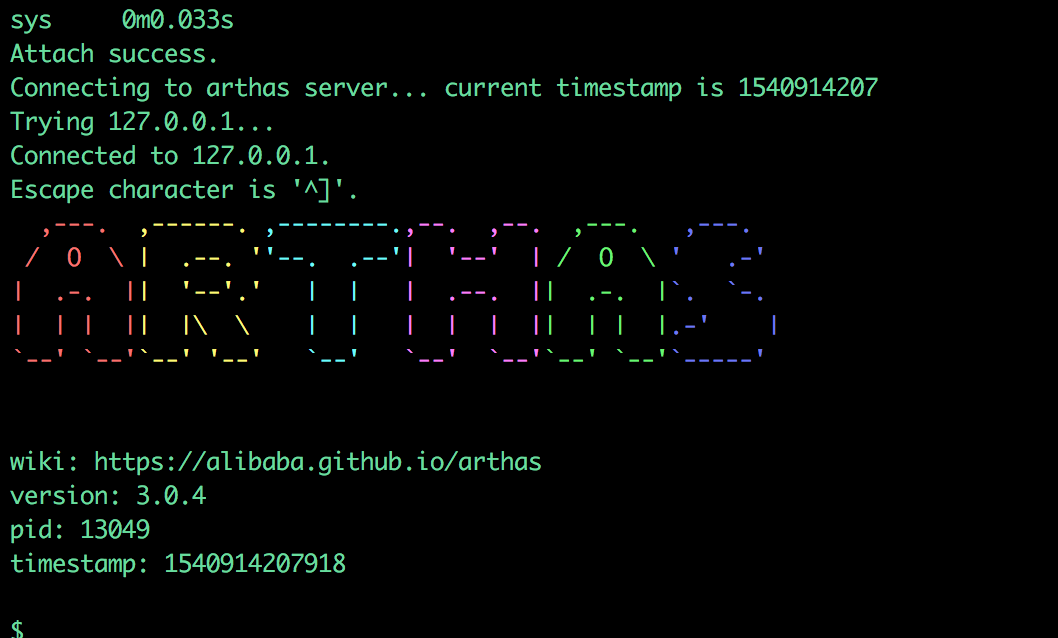 sys     0m0.033s
Attach success.
Connecting to arthas server... current timestamp is 1540914207
Trying 127.0.0.1...
Connected to 127.0.0.1.
Escape character is '^]'.
ARTHAS
wiki: https://alibaba.github.io/arthas
version: 3.0.4
pid: 13049
timestamp: 1540914207918
$